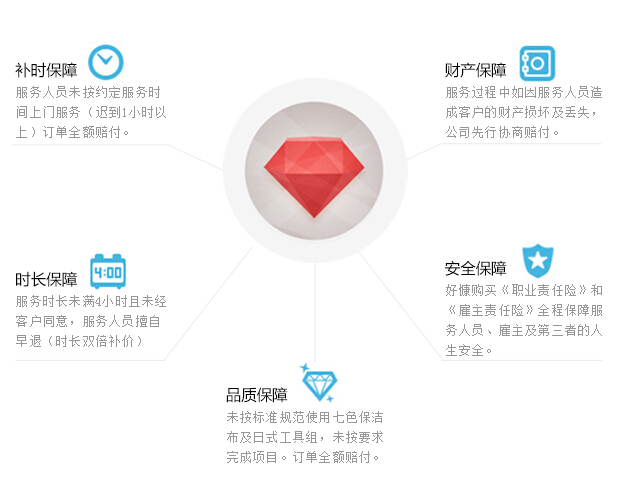 补时保障
服务人员未按约定服务时
间上门服务（迟到1小时以
上）订单全额赔付。
财产保障
服务过程中如因服务人员造
成客户的财产损坏及丢失，
公司先行协商赔付。
时长保障
4:00
服务时长未满4小时且未经
客户同意，服务人员擅自
早退（时长双倍补价）
安全保障
好慷购买《职业责任险》和
《雇主责任险》全程保障服
务人员、雇主及第三者的人
生安全。
品质保障
未按标准规范使用七色保洁
布及日式工具组，未按要求
完成项目。订单全额赔付。